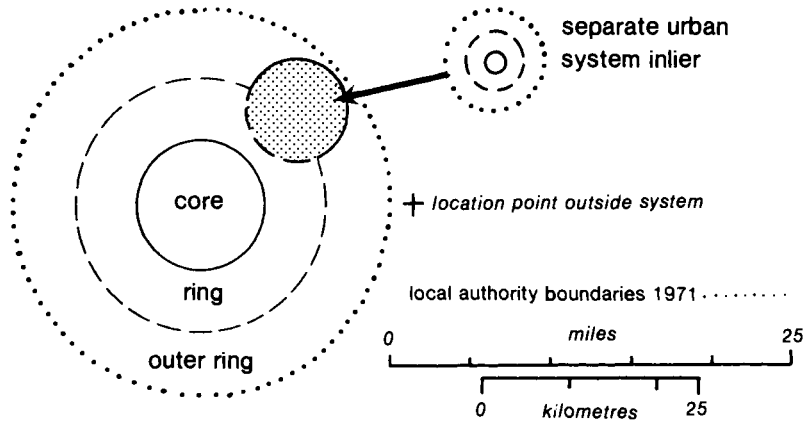 separate urban
system inlier
core
location point outside system
ring
local authority boundaries 1971
outer ring
0 miles 25
0 kilometres 25